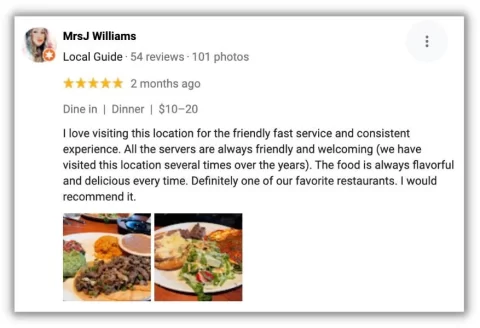 MrsJ Williams
Local Guide · 54 reviews · 101 photos
2 months ago
Dine in | Dinner | $10–20
I love visiting this location for the friendly fast service and consistent
experience. All the servers are always friendly and welcoming (we have
visited this location several times over the years). The food is always flavorful
and delicious every time. Definitely one of our favorite restaurants. I would
recommend it.